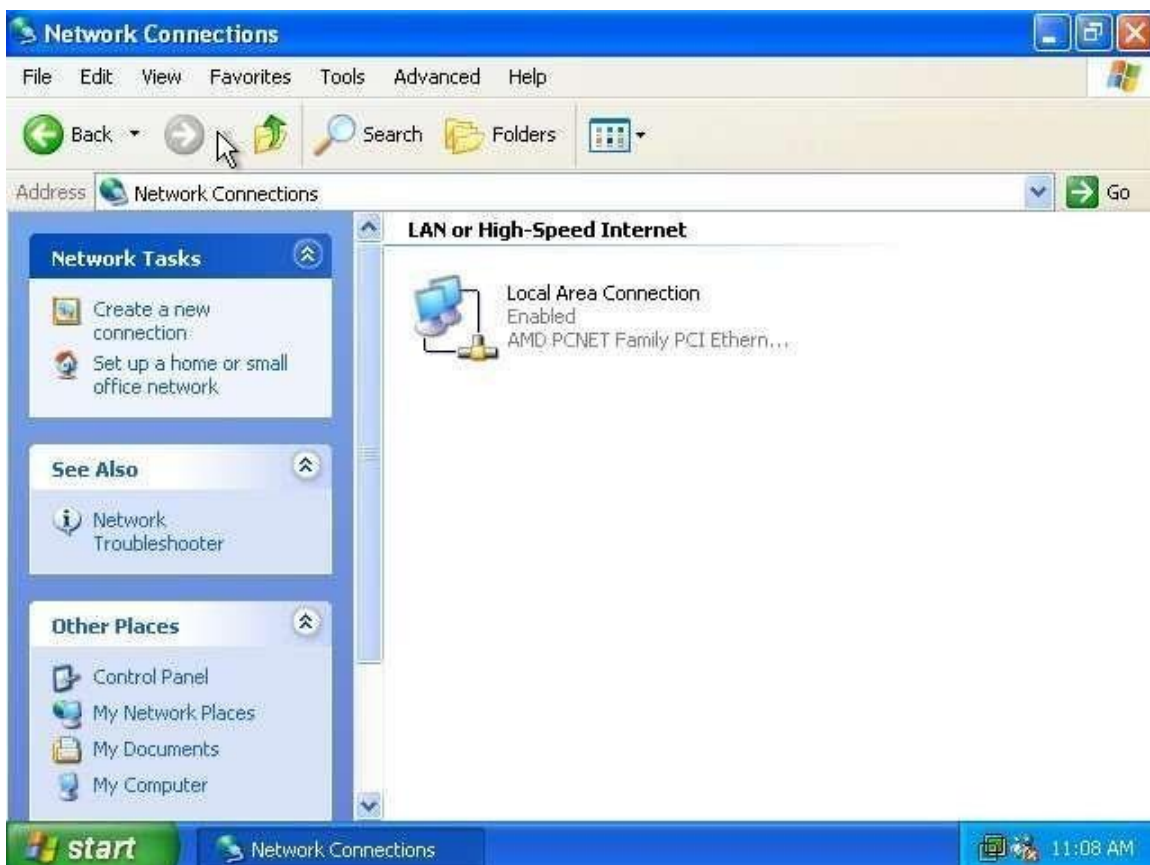 Network Connections
File Edit View Favorites Tools Advanced Help
Back Search Folders
Address Network Connections Go
Network Tasks
Create a new
connection
Set up a home or small
office network
See Also
Network
Troubleshooter
Other Places
Control Panel
My Network Places
My Documents
My Computer
LAN or High-Speed Internet
Local Area Connection
Enabled
AMD PCNET Family PCI Ethern...
start Network Connections 11:08 AM